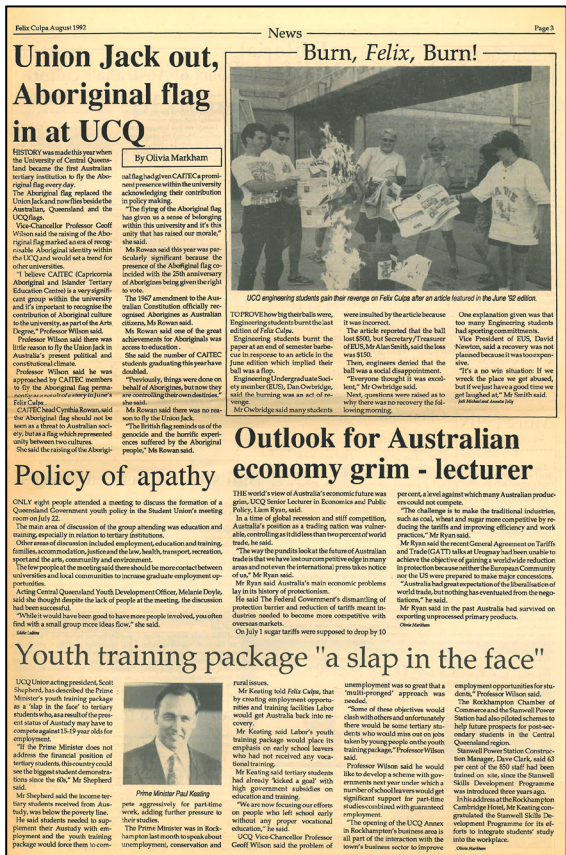 Felix Culpa August 1992
News
Page 3
Union Jack out,
Aboriginal flag
in at UCQ
By Olivia Markham
HISTORY was made this year when
the University of Central Queens-
land became the first Australian
tertiary institution to fly the Abo-
riginal flag every day.
The Aboriginal flag replaced the
Union Jack and now flies beside the
Australian, Queensland and the
UCQ flags.
Vice-Chancellor Professor Geoff
Wilson said the raising of the Abo-
riginal flag marked an era of recog-
nisable Aboriginal identity within
the UCQ and would set a trend for
other universities.
"I believe CAITEC (Capricornia
Aboriginal and Islander Tertiary
Education Centre) is a very signifi-
cant group within the university
and it's important to recognise the
contribution of Aboriginal culture
to the university, as part of the Arts
Degree," Professor Wilson said.
Professor Wilson said there was
little reason to fly the Union Jack in
Australia's present political and
constitutional climate.
Professor Wilson said he was
approached by CAITEC members
to fly the Aboriginal flag perma-
nently as a result of a story in June's
Felix Culpa.
CAITEC head Cynthia Rowan, said
the Aboriginal flag should not be
seen as a threat to Australian soci-
ety, but as a flag which represented
unity between two cultures.
She said the raising of the Aborigi-
nal flag had given CAITEC a promi-
nent presence within the university
acknowledging their contribution
in policy making.
"The flying of the Aboriginal flag
has given us a sense of belonging
within this university and it's this
unity that has raised our morale,"
she said.
Ms Rowan said this year was par-
ticularly significant because the
presence of the Aboriginal flag co-
incided with the 25th anniversary
of Aborigines being given the right
to vote.
The 1967 amendment to the Aus-
tralian Constitution officially rec-
ognised Aborigines as Australian
citizens, Ms Rowan said.
Ms Rowan said one of the great
achievements for Aboriginals was
access to education .
She said the number of CAITEC
students graduating this year have
doubled.
"Previously, things were done on
behalf of Aborigines, but now they
are controlling their own destinies,"
she said.
Ms Rowan said there was no rea-
son to fly the Union Jack.
"The British flag reminds us of the
genocide and the horrific experi-
ences suffered by the Aboriginal
people," Ms Rowan said.
Burn, Felix, Burn!
UCQ engineering students gain their revenge on Felix Culpa after an article featured in the June '92 edition.
TO PROVE how big their balls were,
Engineering students burnt the last
edition of Felix Culpa.
Engineering students burnt the
paper at an end of semester barbe-
cue in reponse to an article in the
June edition which implied their
ball was a flop.
Engineering Undergraduate Soci-
ety member (EUS), Dan Owbridge,
said the burning was an act of re-
venge.
Mr Owbridge said many students
were insulted by the article because
it was incorrect.
The article reported that the ball
lost $500, but Secretary/Treasurer
of EUS, Mr Alan Smith, said the loss
was $150.
Then, engineers denied that the
ball was a social disappointment.
"Everyone thought it was excel-
lent," Mr Owbridge said.
Next, questions were raised as to
why there was no recovery the fol-
lowing morning.
One explanation given was that
too many Engineering students
had sporting committments.
Vice President of EUS, David
Newton, said a recovery was not
planned because it was too expen-
sive.
"It's a no win situation: If we
wreck the place we get abused,
but if we just have a good time we
get laughed at," Mr Smith said.
Policy of apathy
ONLY eight people attended a meeting to discuss the formation of a
Queensland Government youth policy in the Student Union's meeting
room on July 22.
The main area of discussion of the group attending was education and
training, especially in relation to tertiary institutions.
Other areas of discussion included employment, education and training,
families, accommodation, justice and the law, health, transport, recreation,
sport and the arts, community and environment.
The few people at the meeting said there should be more contact between
universities and local communities to increase graduate employment op-
portunities.
Acting Central Queensland Youth Development Officer, Melanie Doyle,
said she thought despite the lack of people at the meeting, the discussion
had been successful.
"While it would have been good to have more people involved, you often
find with a small group more ideas flow," she said.
Outlook for Australian
economy grim - lecturer
THE world's view of Australia's economic future was
grim, UCQ Senior Lecturer in Economics and Public
Policy, Liam Ryan, said.
In a time of global recession and stiff competition,
Australia's position as a trading nation was vulner-
able, controlling as it did less than two percent of world
trade, he said.
"The way the pundits look at the future of Australian
trade is that we have lost our competitive edge in many
areas and not even the international press takes notice
of us," Mr Ryan said.
Mr Ryan said Australia's main economic problems
lay in its history of protectionism.
He said The Federal Government's dismantling of
protection barrier and reduction of tariffs meant in-
dustries needed to become more competitive with
overseas markets.
On July 1 sugar tariffs were supposed to drop by 10
percent, a level against which many Australian produc-
ers could not compete.
"The challenge is to make the traditional industries,
such as coal, wheat and sugar more competitive by re-
ducing the tariffs and improving efficiency and work
practices," Mr Ryan said.
Mr Ryan said the recent General Agreement on Tariffs
and Trade (GATT) talks at Uruguay had been unable to
achieve the objective of gaining a worldwide reduction
in protection because neither the European Community
nor the US were prepared to make major concessions.
"Australia had great expectation of the liberalisation of
world trade, but nothing has eventuated from the nego-
tiations," he said.
Mr Ryan said in the past Australia had survived on
exporting unprocessed primary products.
Olivia Markham
Youth training package "a slap in the face"
UCQ Union acting president, Scott
Shepherd, has described the Prime
Minister's youth training package
as a 'slap in the face' to tertiary
students who, as a result of the pres-
ent status of Austudy may have to
compete against 15-19 year olds for
employment.
"If the Prime Minister does not
address the financial position of
tertiary students, this country could
see the biggest student demonstra-
tions since the 60s," Mr Shepherd
said.
Mr Shepherd said the income ter-
tiary students received from Aus-
tudy, was below the poverty line.
He said students needed to sup-
plement their Austudy with em-
ployment and the youth training
package would force them to com-
Prime Minister Paul Keating
pete aggressively for part-time
work, adding further pressure to
their studies.
The Prime Minister was in Rock-
hampton last month to speak about
unemployment, conservation and
rural issues.
Mr Keating told Felix Culpa, that
by creating employment opportu-
nities and training facilities Labor
would get Australia back into re-
covery.
Mr Keating said Labor's youth
training package would place its
emphasis on early school leavers
who had not received any voca-
tional training.
Mr Keating said tertiary students
had already 'kicked a goal' with
high government subsidies on
education and training.
"We are now focusing our efforts
on people who left school early
without any proper vocational
education," he said.
UCQ Vice-Chancellor Professor
Geoff Wilson said the problem of
unemployment was so great that a
'multi-pronged' approach was
needed.
"Some of these objectives would
clash with others and unfortunately
there would be some tertiary stu-
dents who would miss out on jobs
taken by young people on the youth
training package," Professor Wilson
said.
Professor Wilson said he would
like to develop a scheme with gov-
ernments next year under which a
number of school leavers would get
significant support for part-time
studies combined with guaranteed
employment.
"The opening of the UCQ Annex
in Rockhampton's business area is
all part of the interaction with the
town's business sector to improve
employment opportunities for stu-
dents," Professor Wilson said.
The Rockhampton Chamber of
Commerce and the Stanwell Power
Station had also piloted schemes to
help future prospects for post-sec-
ondary students in the Central
Queensland region.
Stanwell Power Station Construc-
tion Manager, Dave Clark, said 63
per cent of the 850 staff had been
trained on site, since the Stanwell
Skills Development Programme
was introduced three years ago.
In his address at the Rockhampton
Cambridge Hotel, Mr Keating con-
gratulated the Stanwell Skills De-
velopment Programme for its ef-
forts to integrate students' study
into the workplace.
Olivia Markham